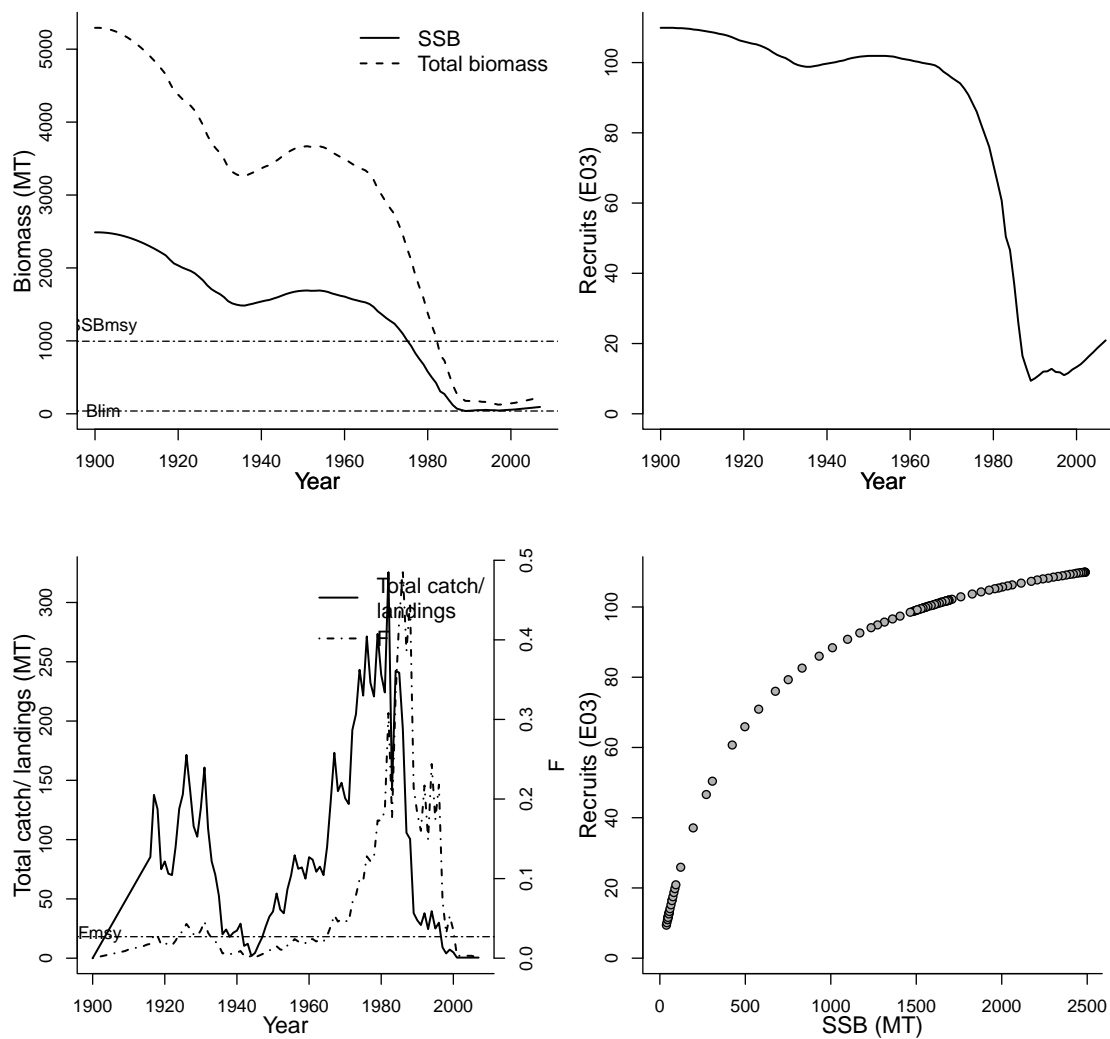 SSB
Total biomass
Biomass (MT)
0
1000
2000
3000
4000
5000
SSBmsy
Blim
1900 1920 1940 1960 1980 2000
Year
Recruits (E03)
0
20
40
60
80
100
1900 1920 1940 1960 1980 2000
Year
Total catch/
landings
F
Total catch/ landings (MT)
0
50
100
150
200
250
300
Fmsy
1900 1920 1940 1960 1980 2000
Year
0.0
0.1
0.2
0.3
0.4
0.5
F
Recruits (E03)
0
20
40
60
80
100
0 500 1000 1500 2000 2500
SSB (MT)